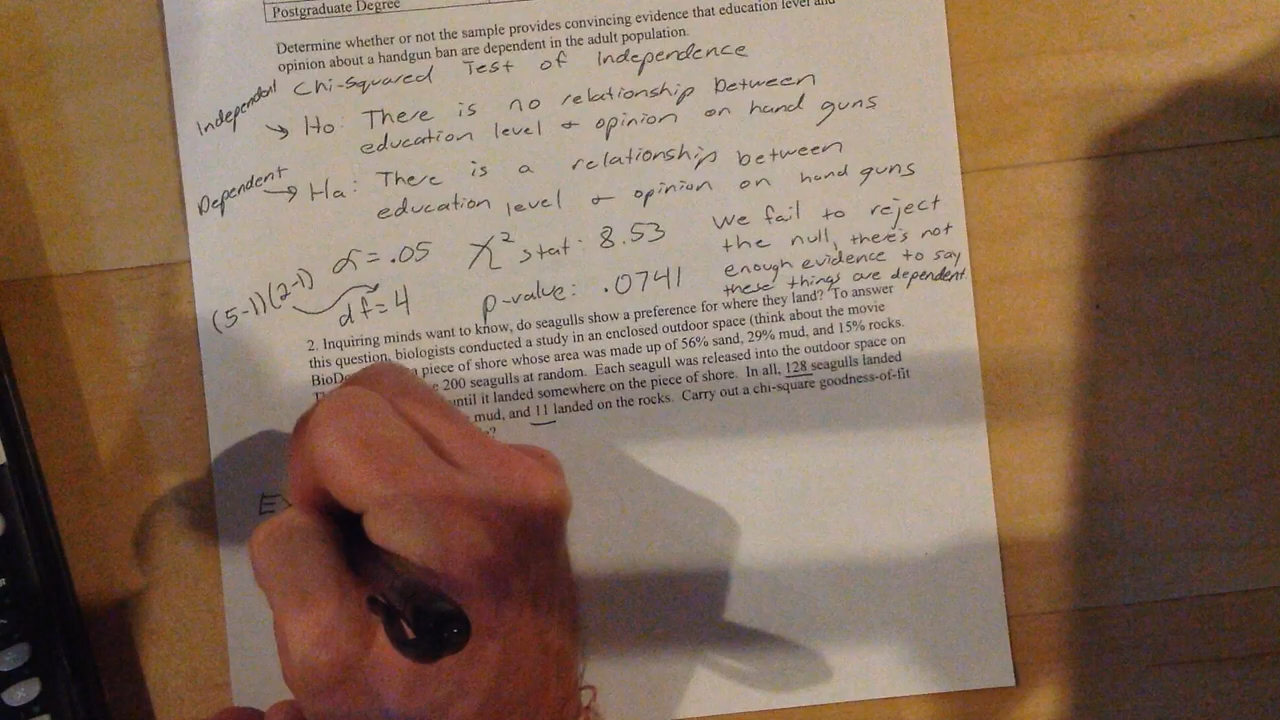 Postgraduate Degree
Determine whether or not the sample provides convincing evidence that education level and
opinion about a handgun ban are dependent in the adult population.
Chi-Squared Test of Independence
Independent → Ho: There is no relationship between
education level + opinion on hand guns
Dependent → Ha: There is a relationship between
education level + opinion on hand guns
α = .05 χ² stat: 8.53
(5-1)(2-1) df = 4 p-value: .0741
We fail to reject
the null, there's not
enough evidence to say
these things are dependent
2. Inquiring minds want to know, do seagulls show a preference for where they land? To answer
this question, biologists conducted a study in an enclosed outdoor space (think about the movie
piece of shore whose area was made up of 56% sand, 29% mud, and 15% rocks.
200 seagulls at random. Each seagull was released into the outdoor space on
until it landed somewhere on the piece of shore. In all, 128 seagulls landed
mud, and 11 landed on the rocks. Carry out a chi-square goodness-of-fit